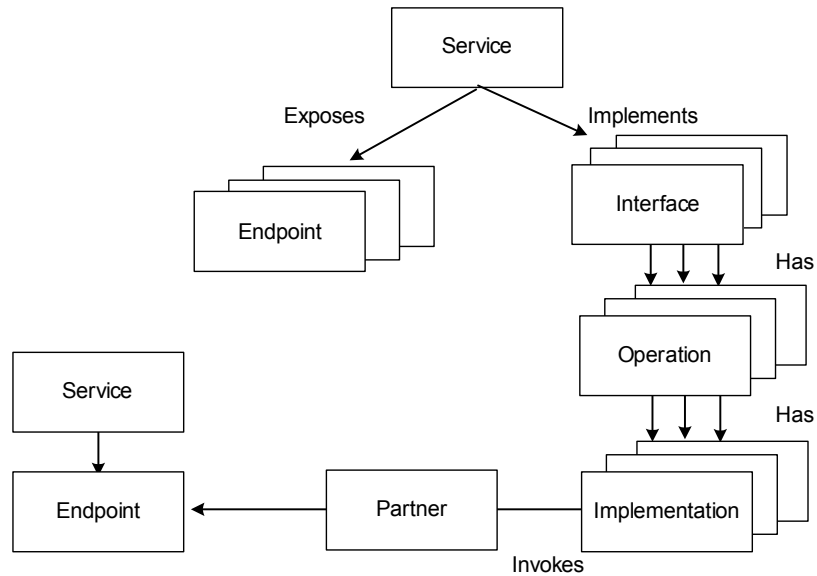 Service
Exposes
Implements
Endpoint
Interface
Has
Operation
Service
Has
Endpoint
Partner
Implementation
Invokes